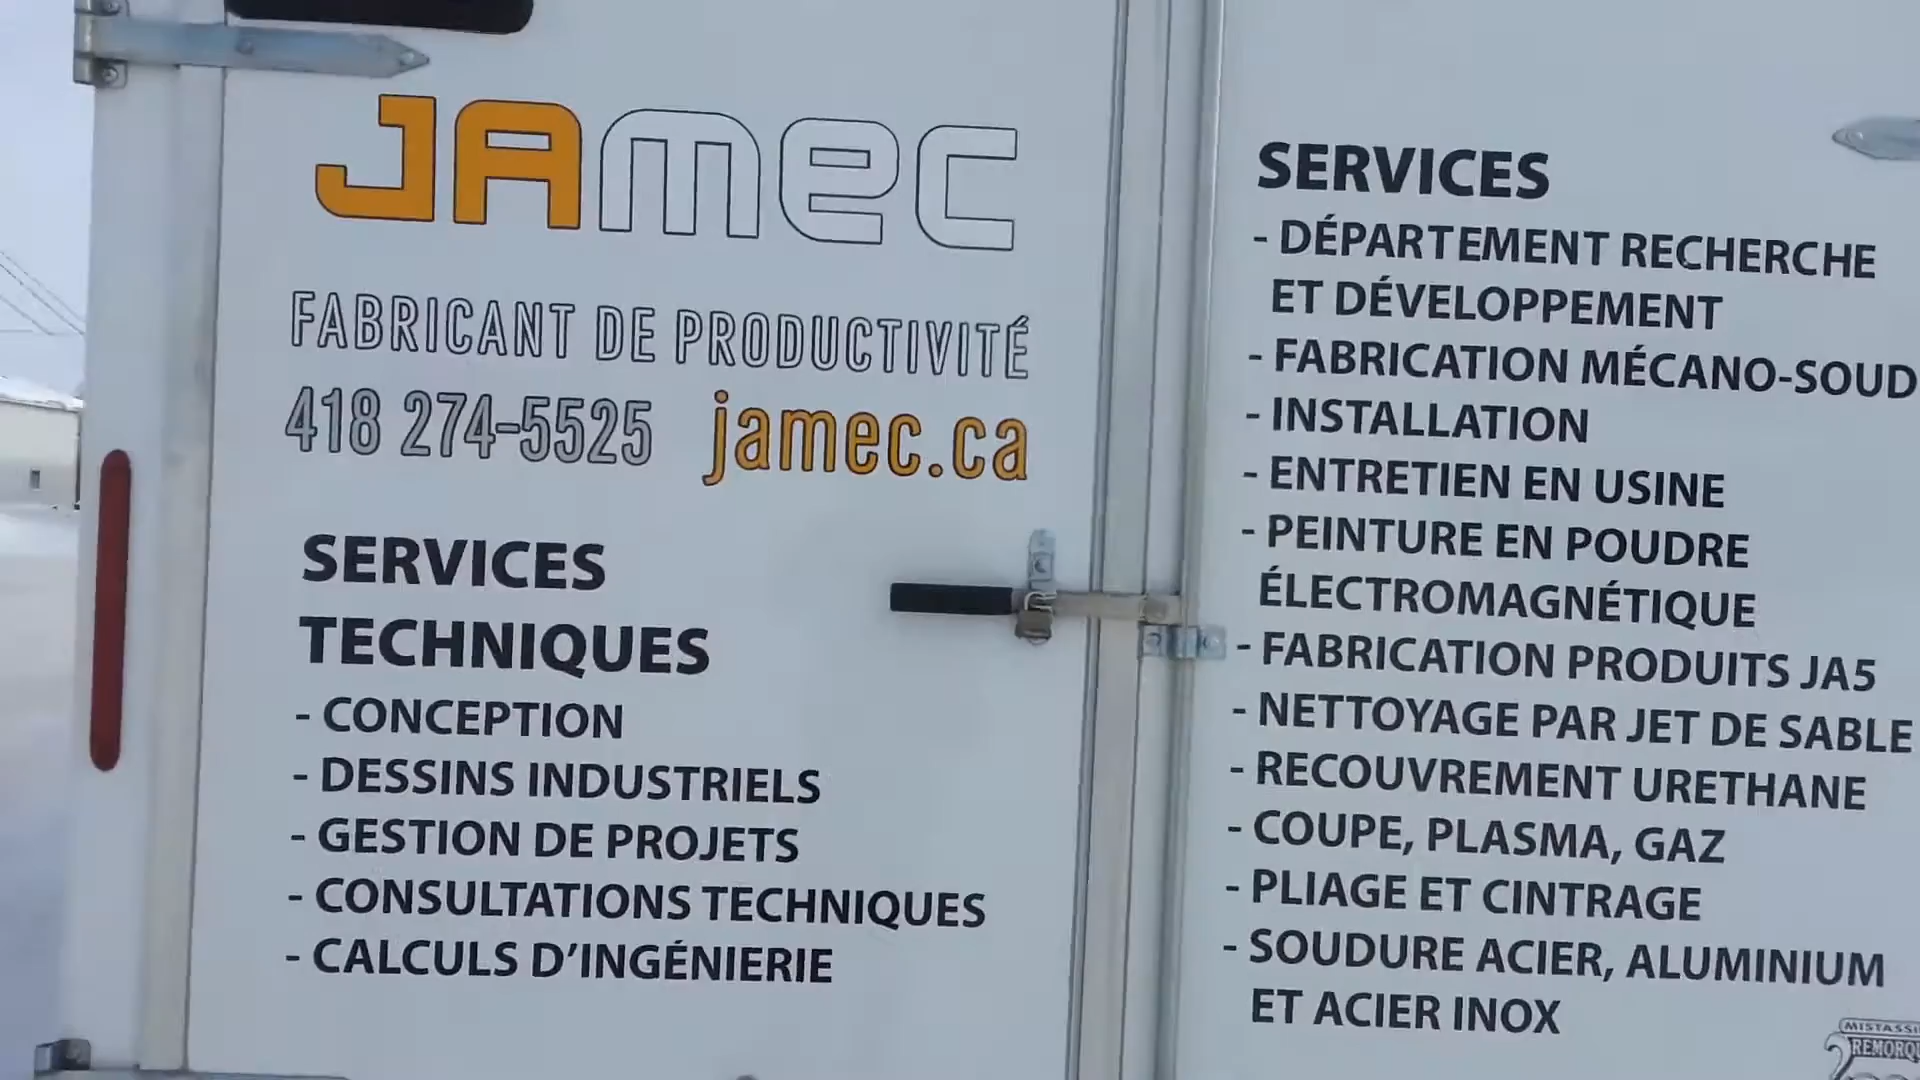 JAMEC
FABRICANT DE PRODUCTIVITÉ
418 274-5525 jamec.ca
SERVICES
TECHNIQUES
- CONCEPTION
- DESSINS INDUSTRIELS
- GESTION DE PROJETS
- CONSULTATIONS TECHNIQUES
- CALCULS D'INGÉNIERIE
SERVICES
- DÉPARTEMENT RECHERCHE
ET DÉVELOPPEMENT
- FABRICATION MÉCANO-SOUD
- INSTALLATION
- ENTRETIEN EN USINE
- PEINTURE EN POUDRE
ÉLECTROMAGNÉTIQUE
- FABRICATION PRODUITS JA5
- NETTOYAGE PAR JET DE SABLE
- RECOUVREMENT URETHANE
- COUPE, PLASMA, GAZ
- PLIAGE ET CINTRAGE
- SOUDURE ACIER, ALUMINIUM
ET ACIER INOX
MISTASSI
REMORQU